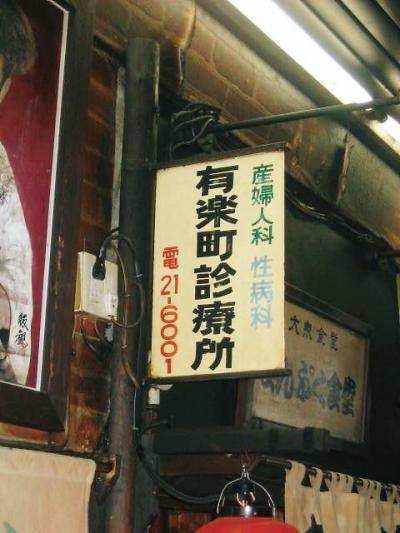 産婦人科 性病科
有楽町診療所
電21-6001
大衆食堂
まんぷく食堂